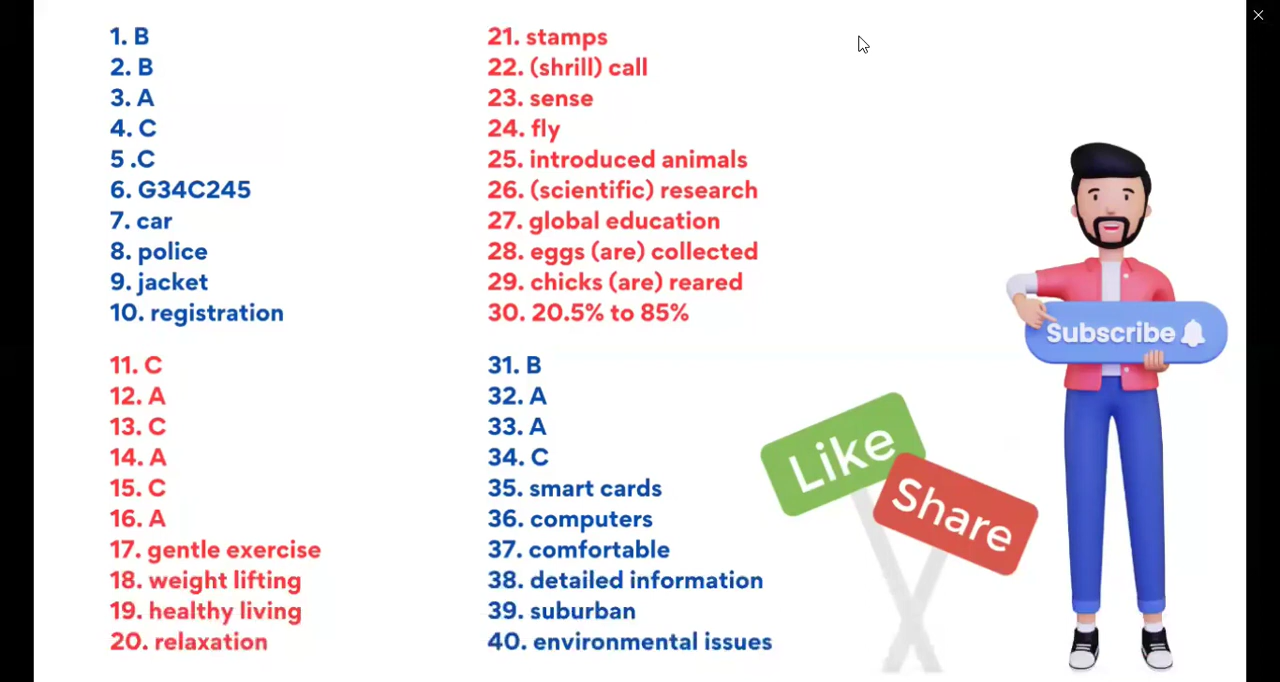 1. B
2. B
3. A
4. C
5 .C
6. G34C245
7. car
8. police
9. jacket
10. registration
11. C
12. A
13. C
14. A
15. C
16. A
17. gentle exercise
18. weight lifting
19. healthy living
20. relaxation
21. stamps
22. (shrill) call
23. sense
24. fly
25. introduced animals
26. (scientific) research
27. global education
28. eggs (are) collected
29. chicks (are) reared
30. 20.5% to 85%
31. B
32. A
33. A
34. C
35. smart cards
36. computers
37. comfortable
38. detailed information
39. suburban
40. environmental issues
Like
Share
Subscribe